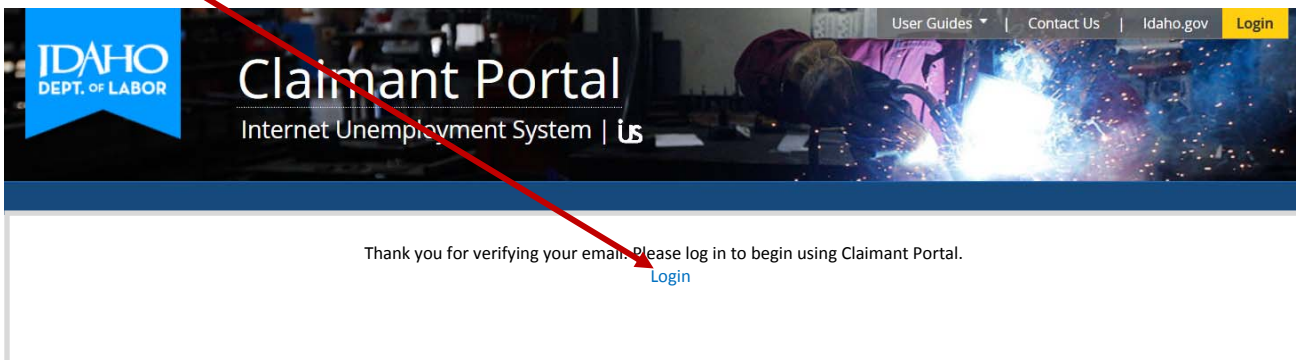 User Guides | Contact Us | Idaho.gov Login
IDAHO
DEPT. OF LABOR
Claimant Portal
Internet Unemployment System | ius
Thank you for verifying your email. Please log in to begin using Claimant Portal.
Login